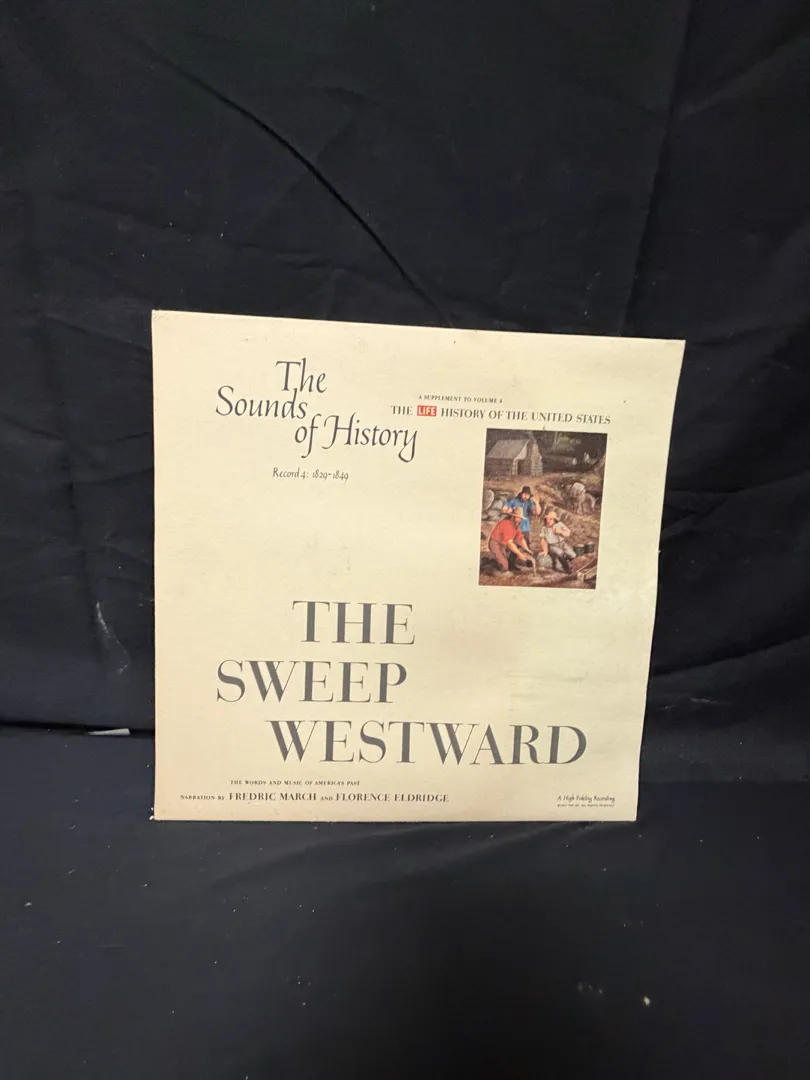 The
Sounds
of History
Record 4: 1829-1849
A SUPPLEMENT TO VOLUME 4
THE LIFE HISTORY OF THE UNITED STATES
THE
SWEEP
WESTWARD
THE WORDS AND MUSIC OF AMERICA'S PAST
NARRATION BY FREDRIC MARCH AND FLORENCE ELDRIDGE
A High Fidelity Recording